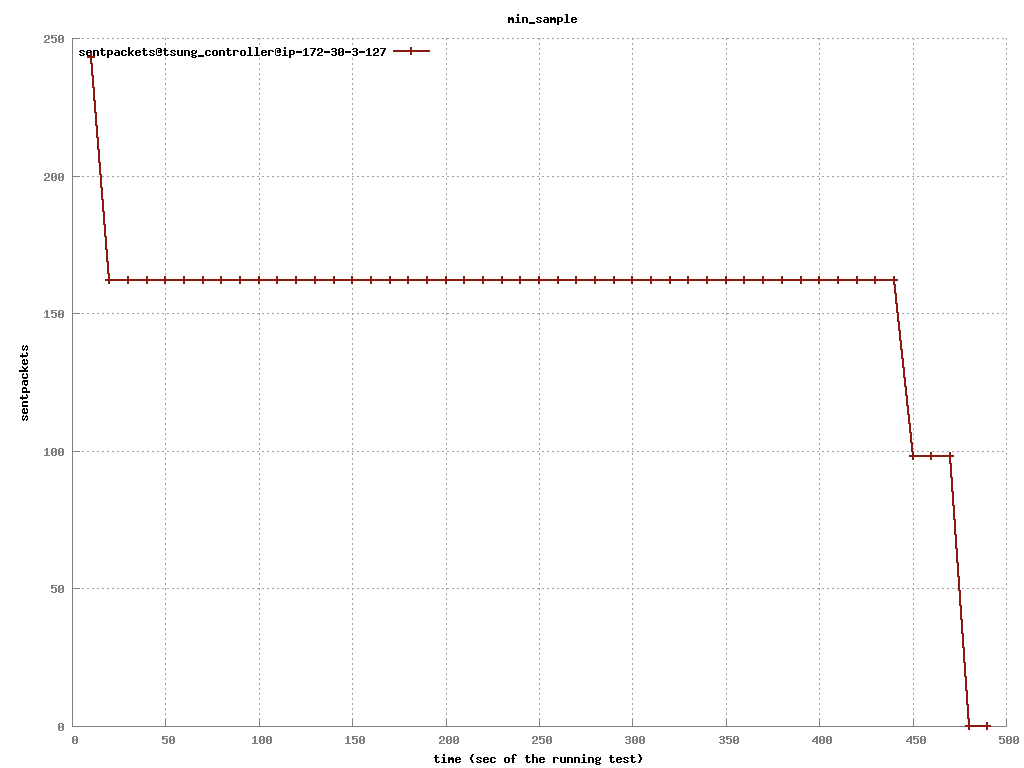 min_sample
250
sentpackets@tsung_controller@ip-172-30-3-127
200
150
sentpackets
100
50
0
0 50 100 150 200 250 300 350 400 450 500
time (sec of the running test)